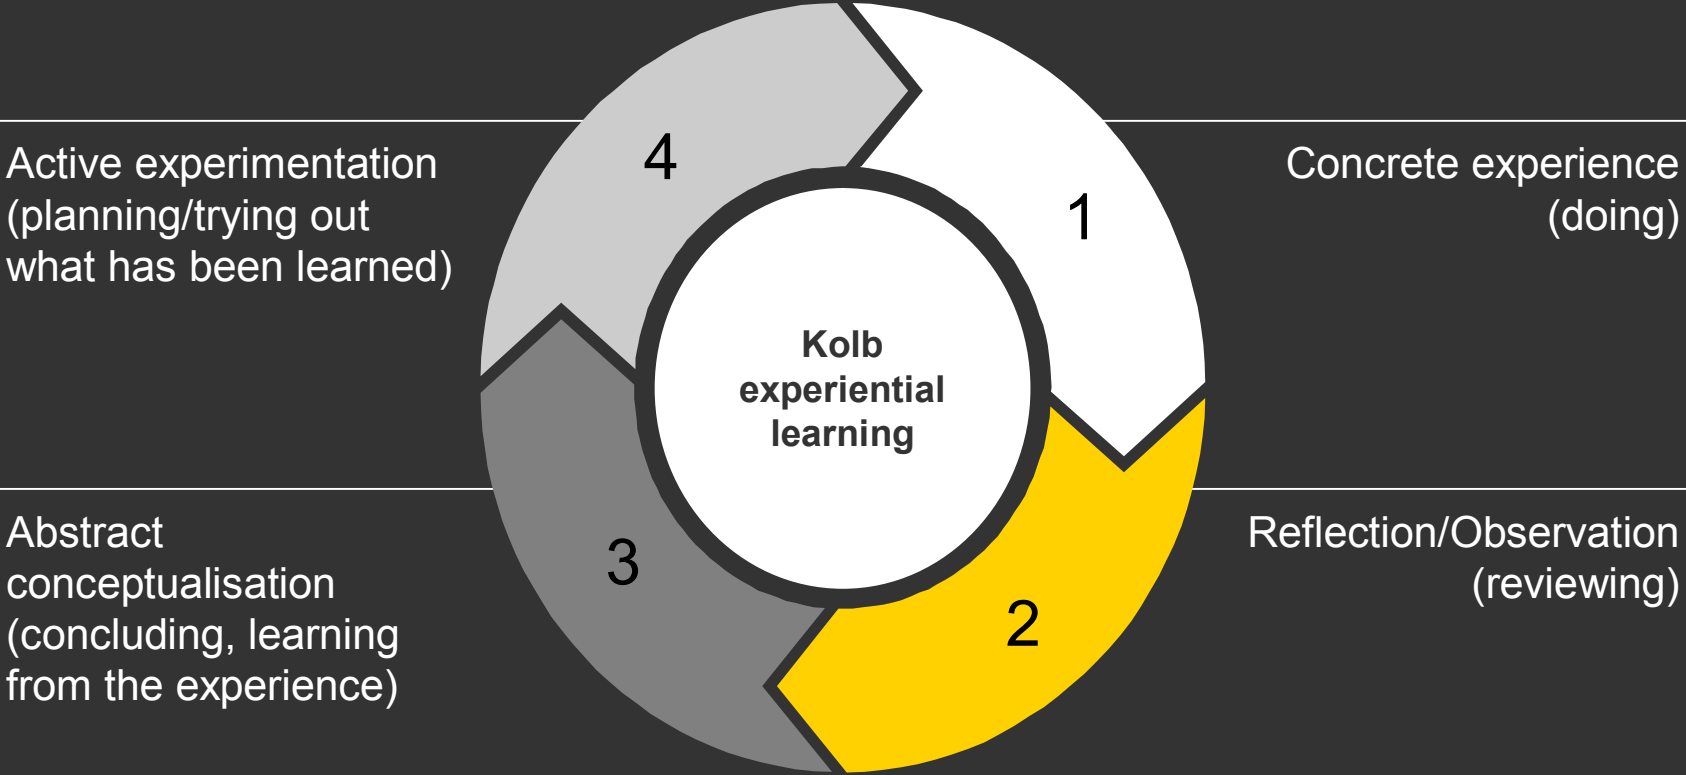 4
Active experimentation
(planning/trying out
what has been learned)
1
Concrete experience
(doing)
Kolb
experiential
learning
3
Abstract
conceptualisation
(concluding, learning
from the experience)
2
Reflection/Observation
(reviewing)